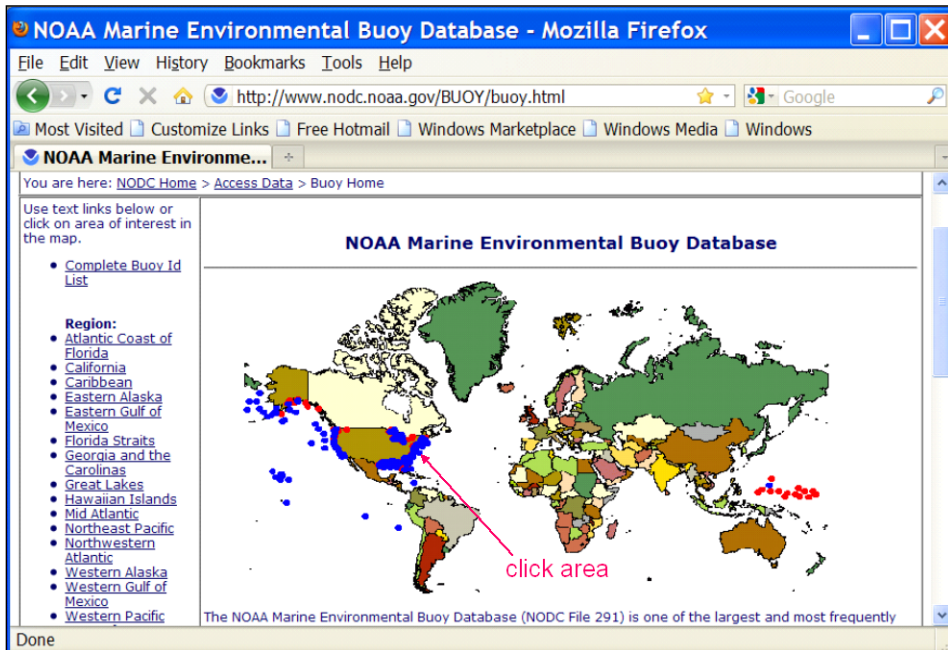 NOAA Marine Environmental Buoy Database - Mozilla Firefox
File Edit View History Bookmarks Tools Help
http://www.nodc.noaa.gov/BUOY/buoy.html
Google
Most Visited Customize Links Free Hotmail Windows Marketplace Windows Media Windows
NOAA Marine Environme...
You are here: NODC Home > Access Data > Buoy Home
Use text links below or
click on area of interest in
the map.
Complete Buoy Id
List
Region:
Atlantic Coast of
Florida
California
Caribbean
Eastern Alaska
Eastern Gulf of
Mexico
Florida Straits
Georgia and the
Carolinas
Great Lakes
Hawaiian Islands
Mid Atlantic
Northeast Pacific
Northwestern
Atlantic
Western Alaska
Western Gulf of
Mexico
Western Pacific
NOAA Marine Environmental Buoy Database
click area
The NOAA Marine Environmental Buoy Database (NODC File 291) is one of the largest and most frequently
Done